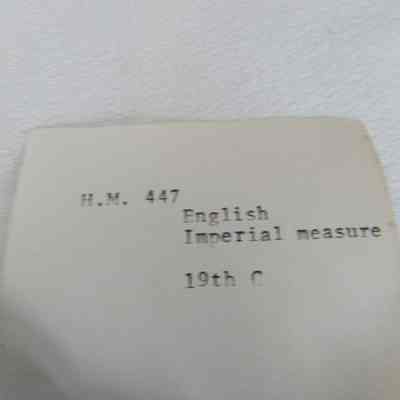 H.M. 447
English
Imperial measure
19th C